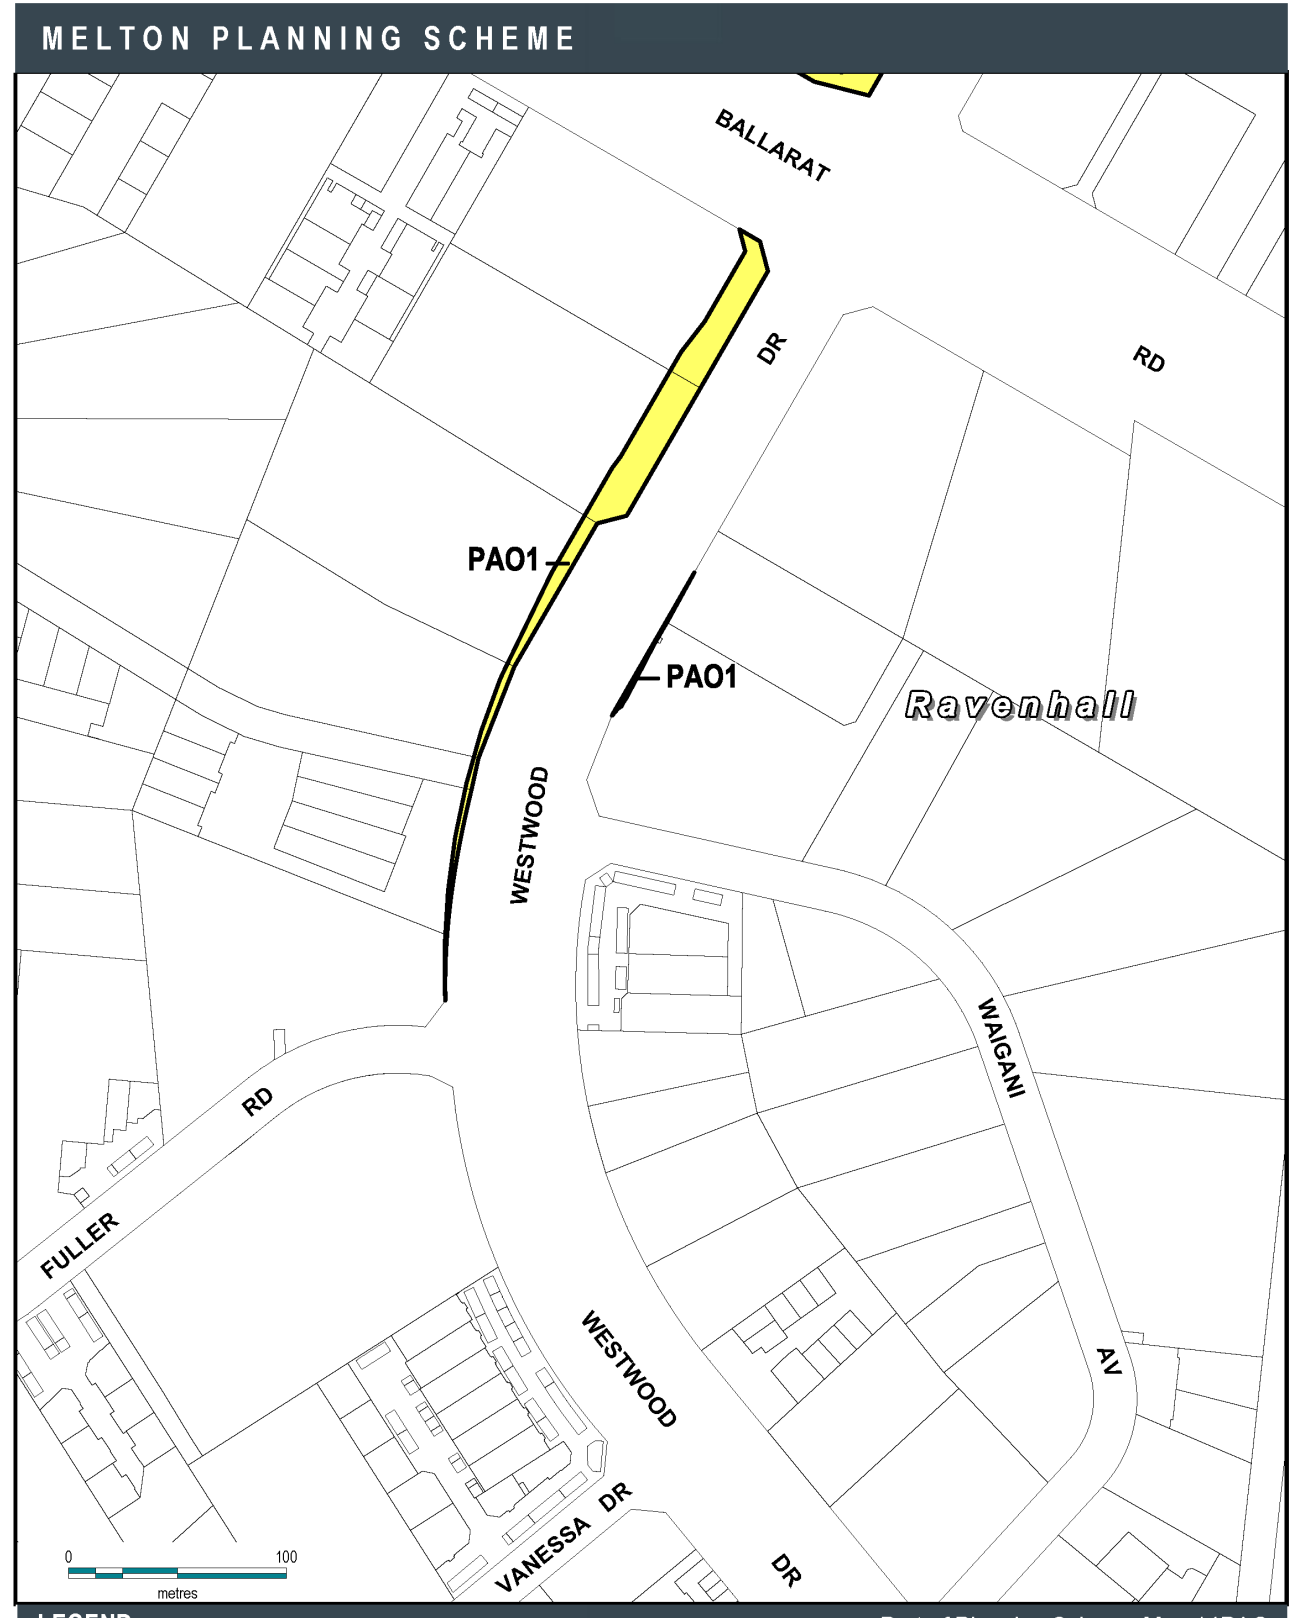 MELTON PLANNING SCHEME
BALLARAT
RD
DR
PAO1
PAO1
Ravenhall
WESTWOOD
WAIGANI
RD
FULLER
WESTWOOD
AV
VANESSA DR
DR
0 100
metres
LEGEND